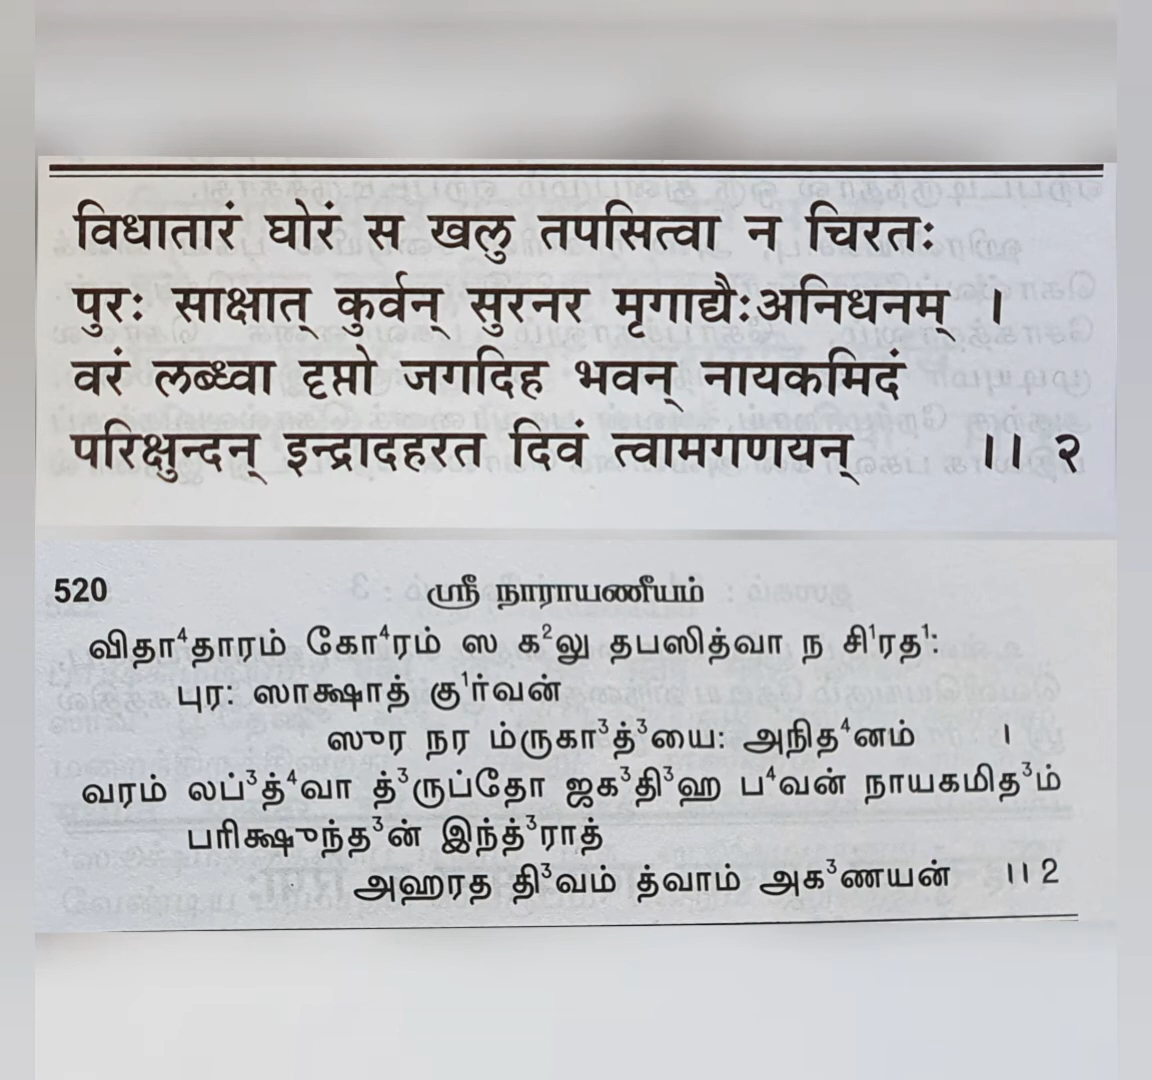 विधातारं घोरं स खलु तपसित्वा न चिरतः
पुरः साक्षात् कुर्वन् सुरनर मृगाद्यैःअनिधनम् ।
वरं लब्ध्वा दृप्तो जगदिह भवन् नायकमिदं
परिक्षुन्दन् इन्द्रादहरत दिवं त्वामगणयन् ।। २
520 ஸ்ரீ நாராயணீயம்
விதா⁴தாரம் கோ⁴ரம் ஸ க²லு தபஸித்வா ந சி¹ரத¹:
புர: ஸாக்ஷாத் கு¹ர்வன்
ஸுர நர ம்ருகா³த்³யை: அநித⁴னம் ।
வரம் லப்³த்⁴வா த்³ருப்தோ ஜக³தி³ஹ ப⁴வன் நாயகமித³ம்
பரிக்ஷுந்த³ன் இந்த்³ராத்
அஹரத தி³வம் த்வாம் அக³ணயன் ।। 2